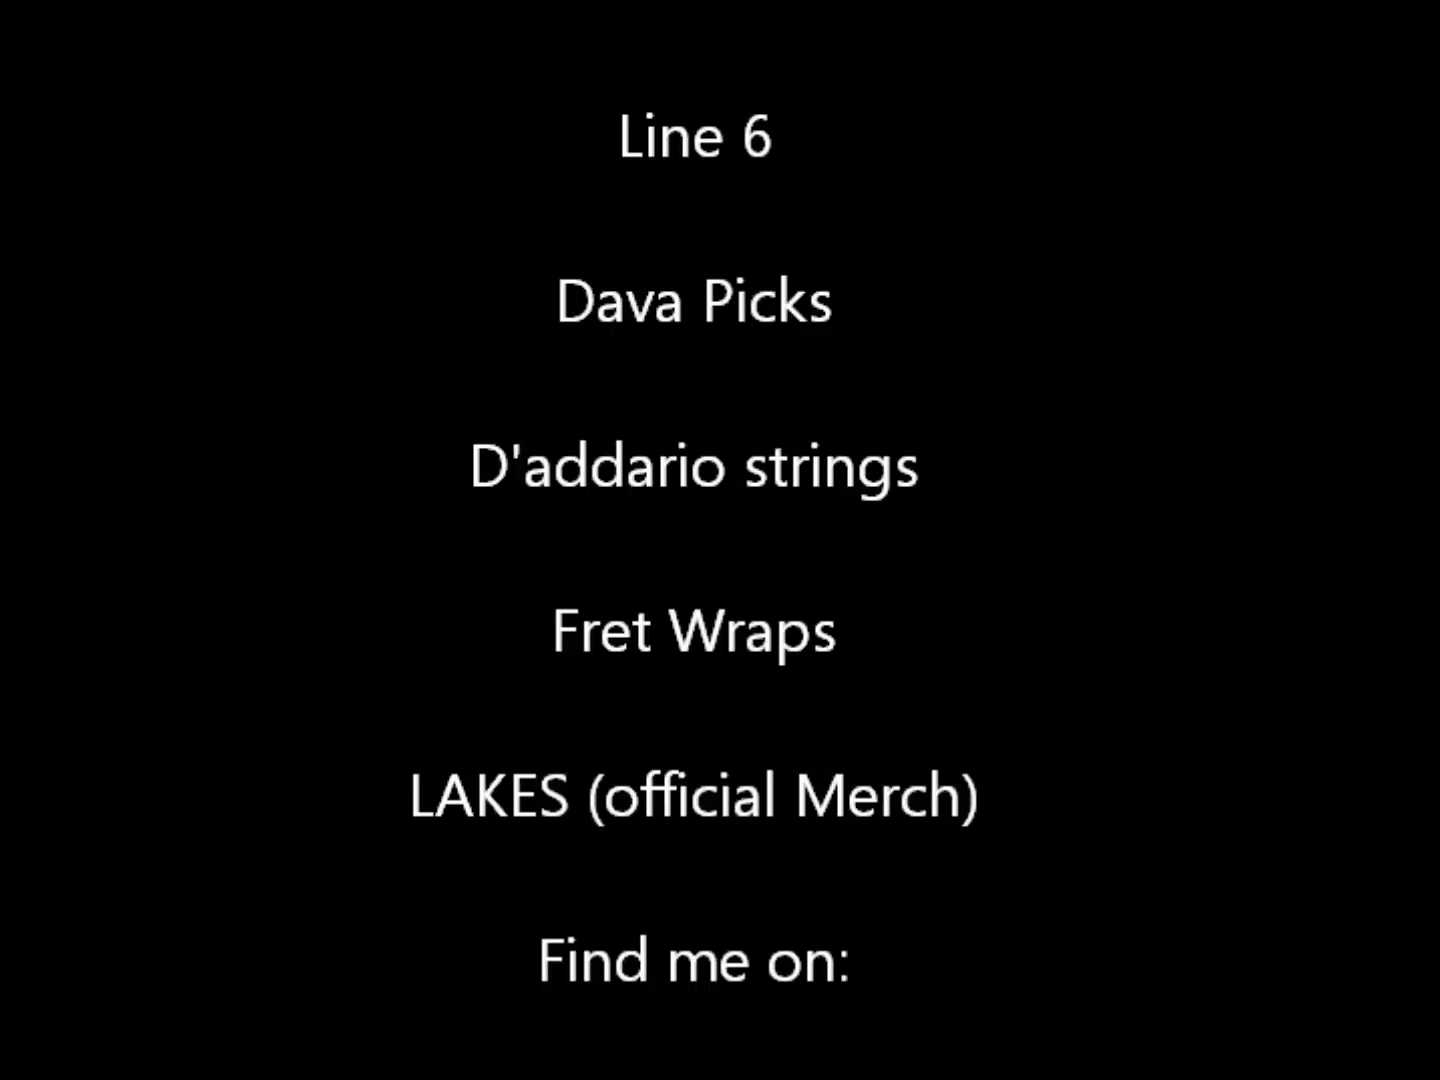 Line 6
Dava Picks
D'addario strings
Fret Wraps
LAKES (official Merch)
Find me on: